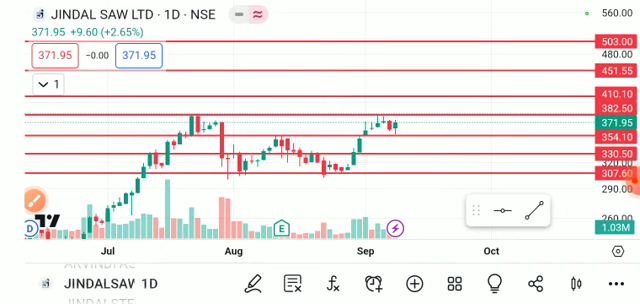 JINDAL SAW LTD · 1D · NSE
371.95 +9.60 (+2.65%)
371.95 −0.00 371.95
1
560.00
503.00
480.00
451.55
410.10
382.50
371.95
354.10
330.50
307.60
290.00
260.00
1.03M
D
E
Jul Aug Sep Oct
JINDALSAW 1D